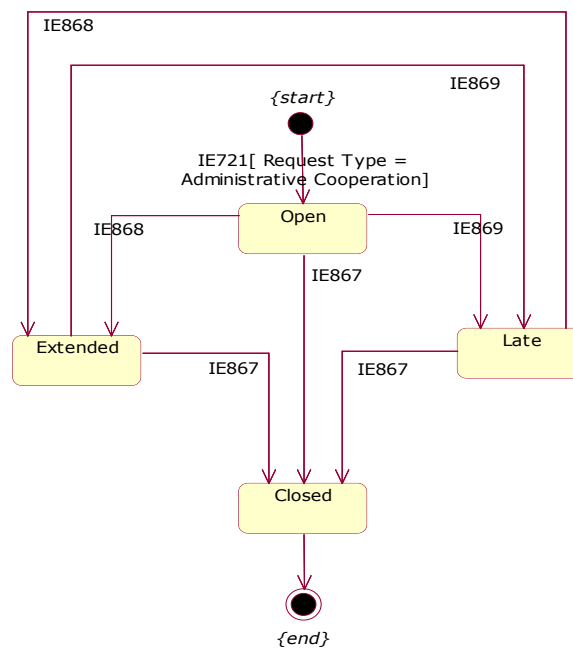 IE868
IE869
{start}
IE721[ Request Type =
Administrative Cooperation]
Open
IE868
IE869
IE867
Extended
Late
IE867
IE867
Closed
{end}